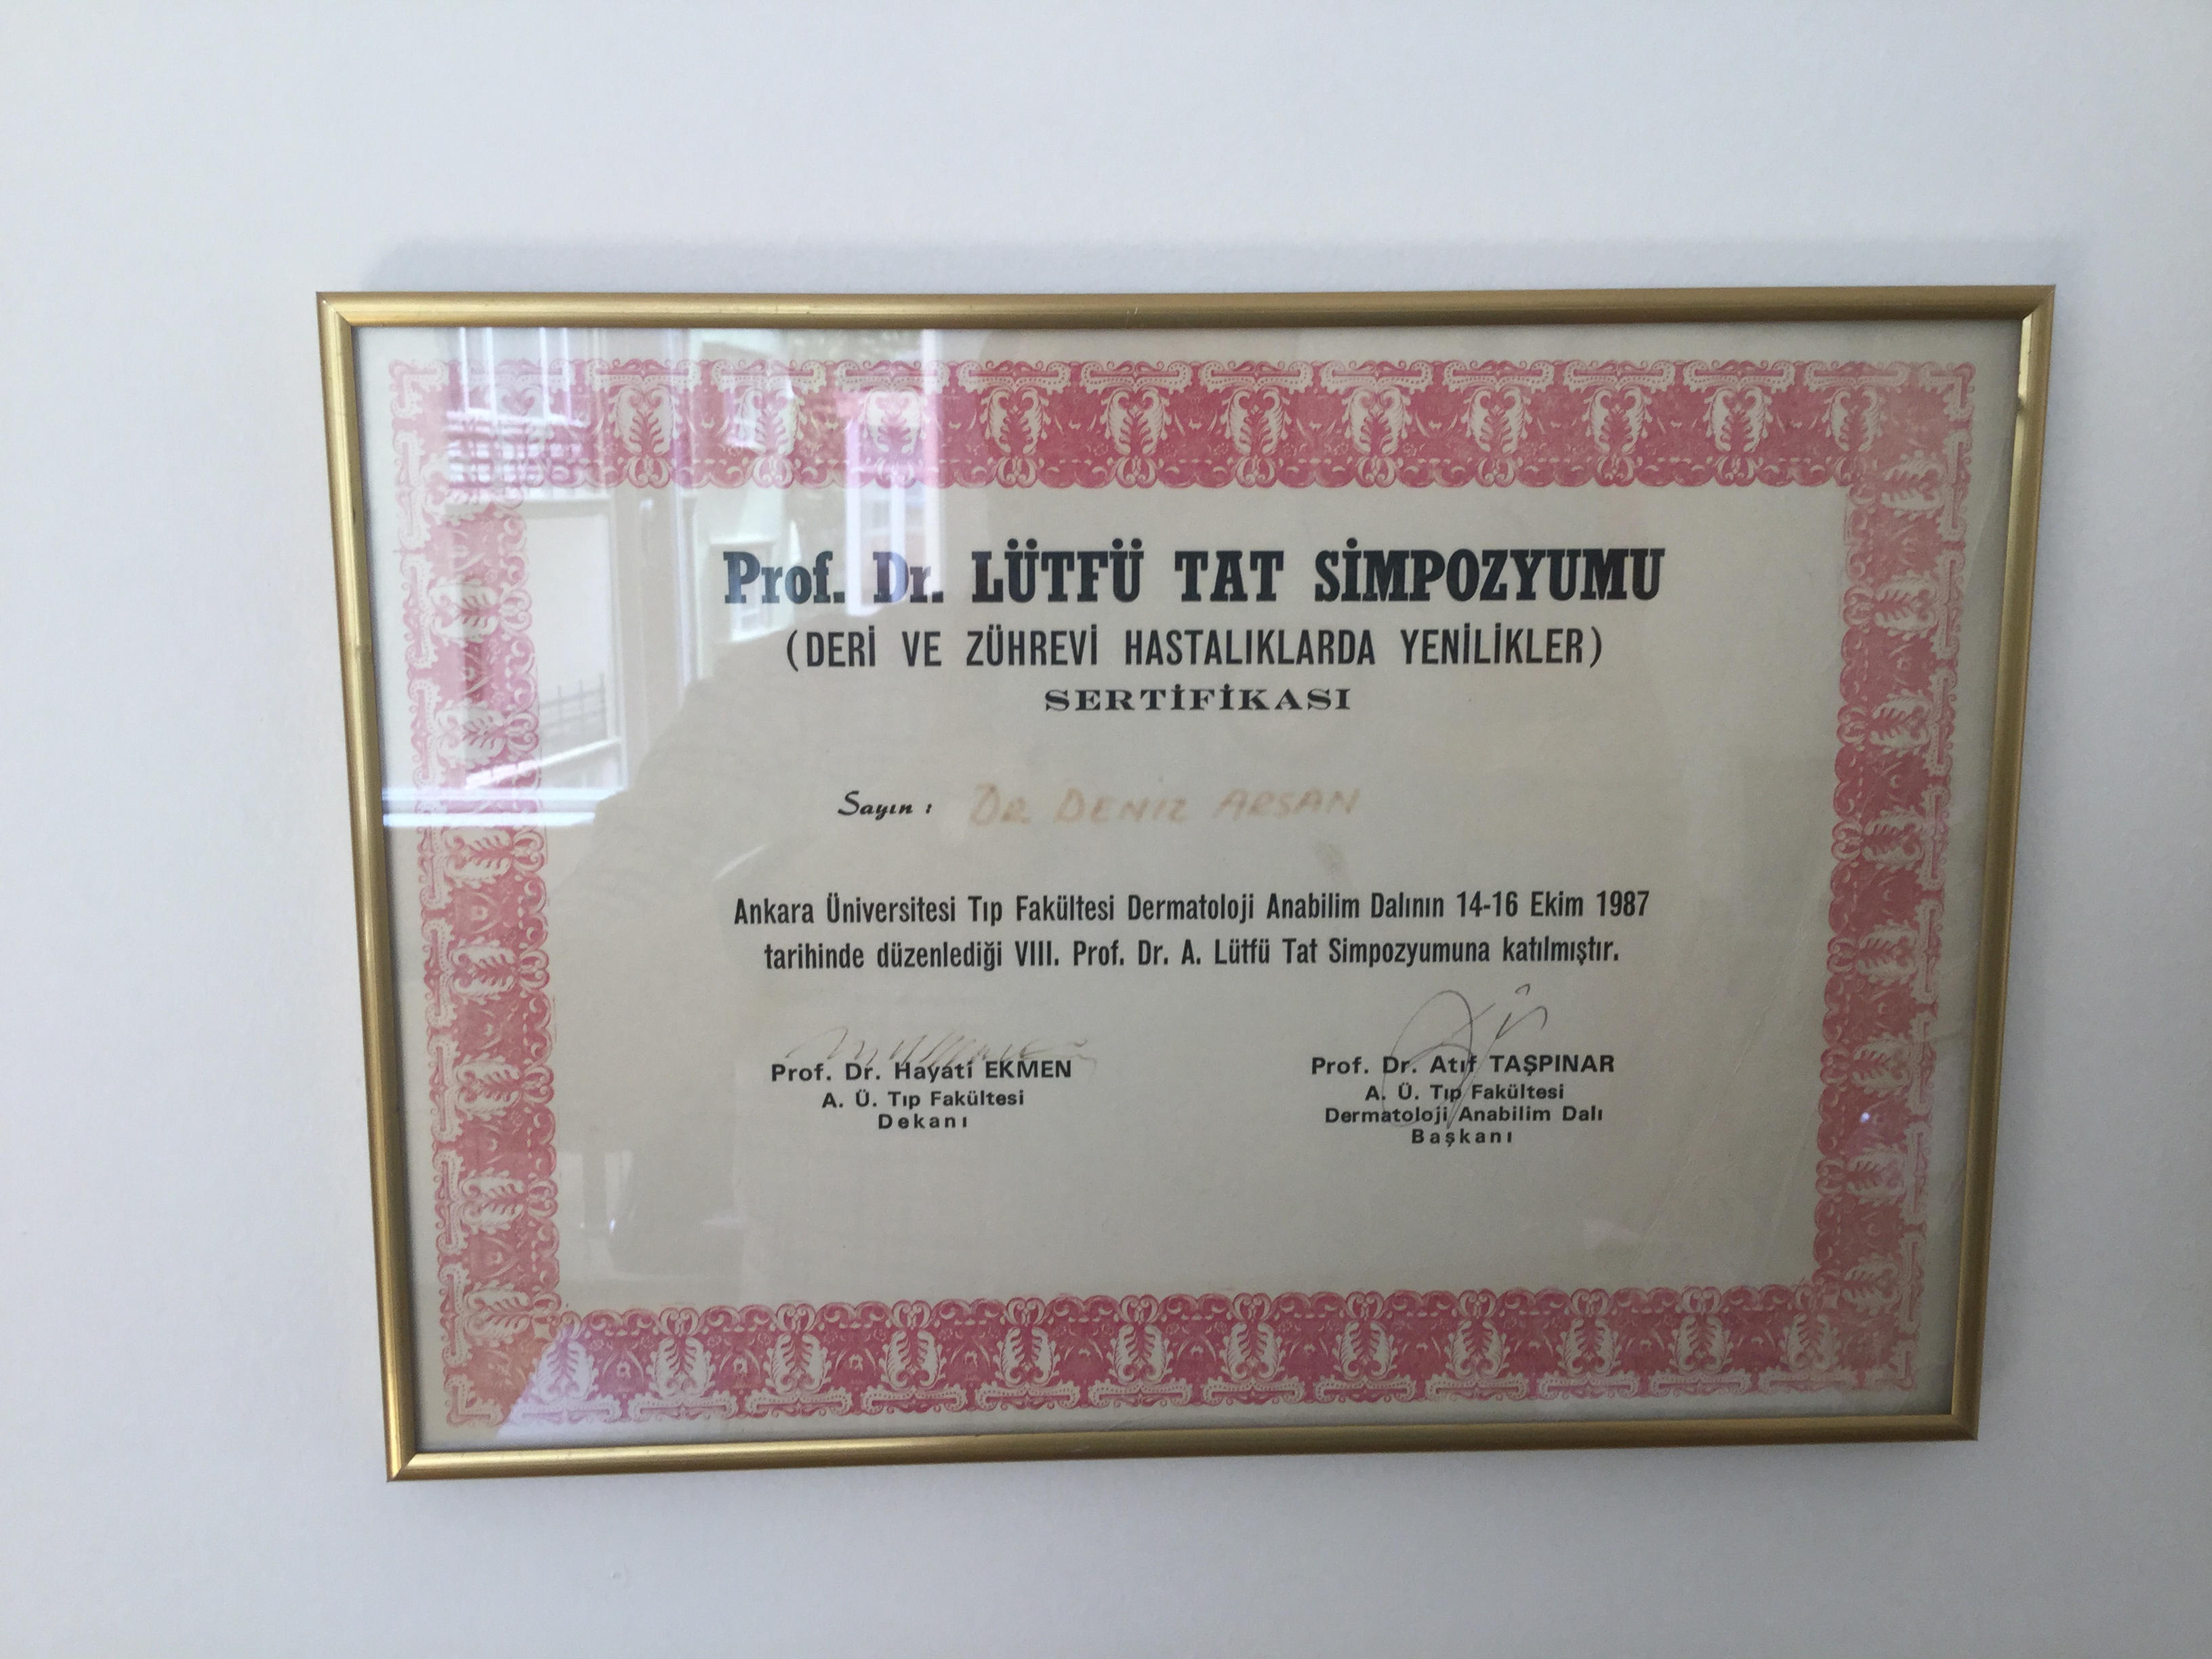 Prof. Dr. LÜTFÜ TAT SİMPOZYUMU
(DERİ VE ZÜHREVİ HASTALIKLARDA YENİLİKLER)
SERTİFİKASI
Sayın : DR DENIZ ARSAN
Ankara Üniversitesi Tıp Fakültesi Dermatoloji Anabilim Dalının 14-16 Ekim 1987
tarihinde düzenlediği VIII. Prof. Dr. A. Lütfü Tat Simpozyumuna katılmıştır.
Prof. Dr. Hayati EKMEN
A. Ü. Tıp Fakültesi
Dekanı
Prof. Dr. Atıf TAŞPINAR
A. Ü. Tıp Fakültesi
Dermatoloji Anabilim Dalı
Başkanı